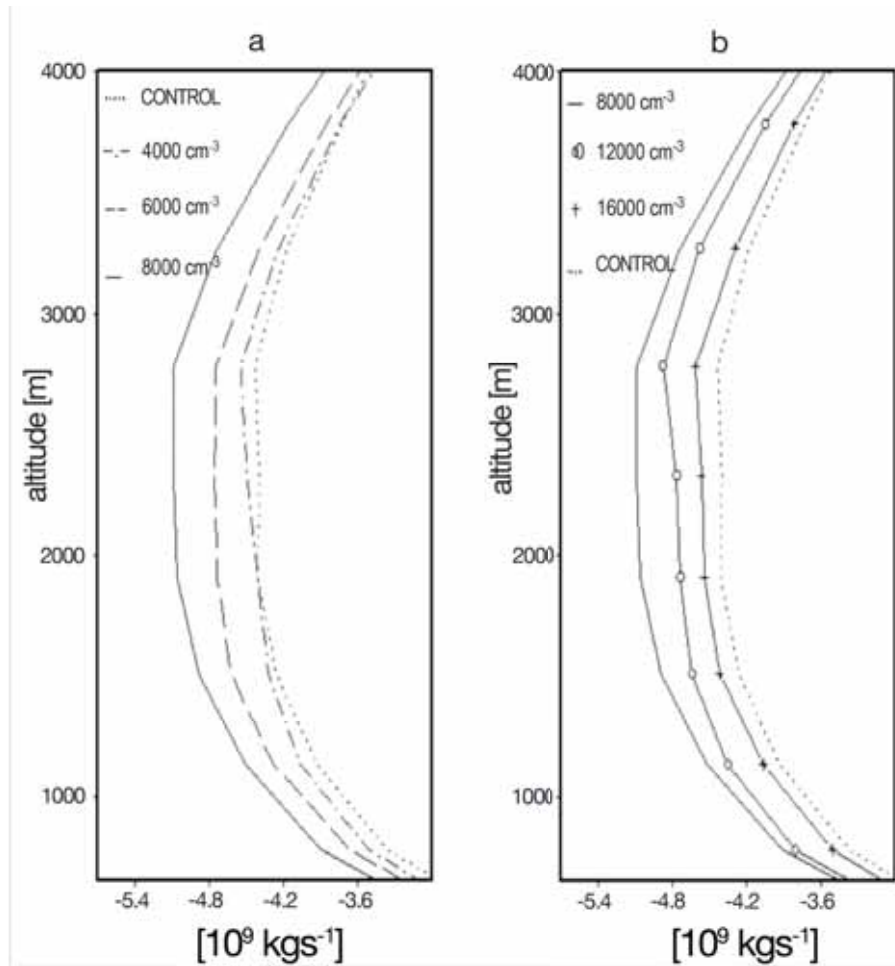 a
4000
3000
2000
1000
altitude [m]
CONTROL
4000 cm-3
6000 cm-3
8000 cm-3
-5.4 -4.8 -4.2 -3.6
[10⁹ kgs⁻¹]
b
4000
3000
2000
1000
altitude [m]
8000 cm-3
12000 cm-3
16000 cm-3
CONTROL
-5.4 -4.8 -4.2 -3.6
[10⁹ kgs⁻¹]